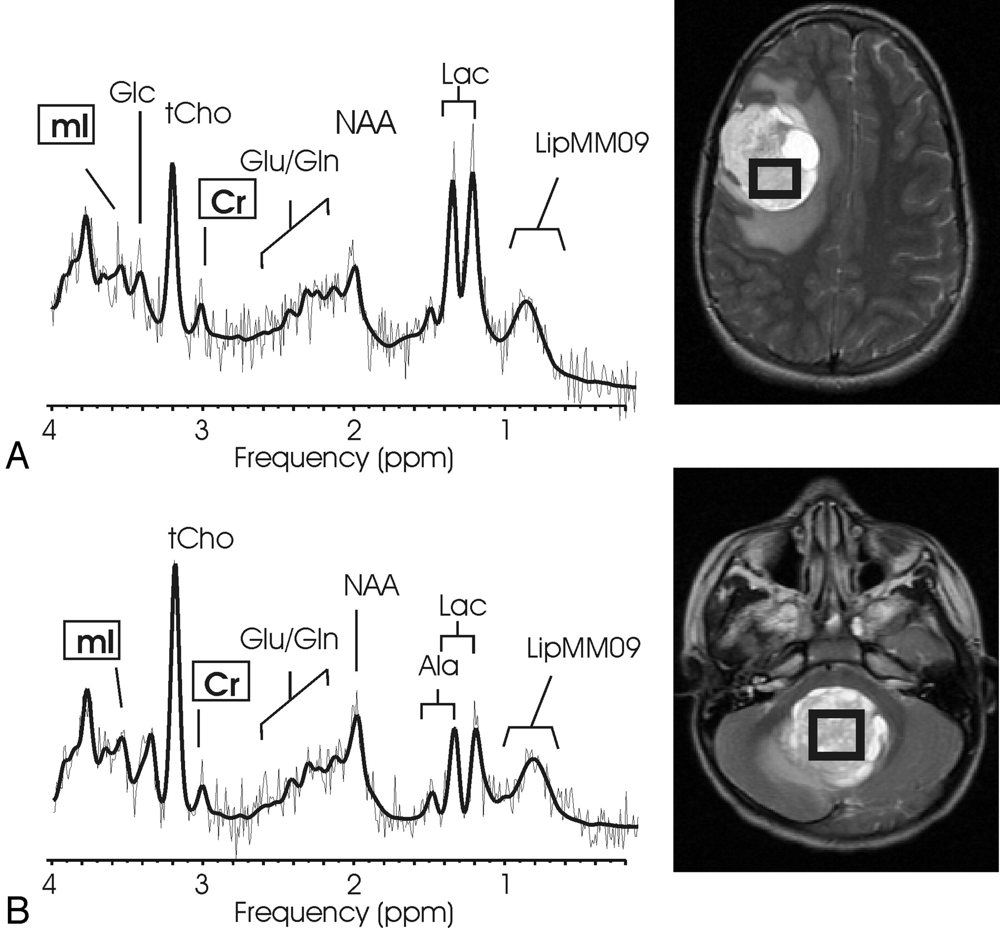 Lac
Glc
tCho
mI
NAA
LipMM09
Glu/Gln
Cr
4 3 2 1
Frequency (ppm)
A
tCho
NAA
Lac
mI
Glu/Gln
LipMM09
Ala
Cr
4 3 2 1
Frequency (ppm)
B